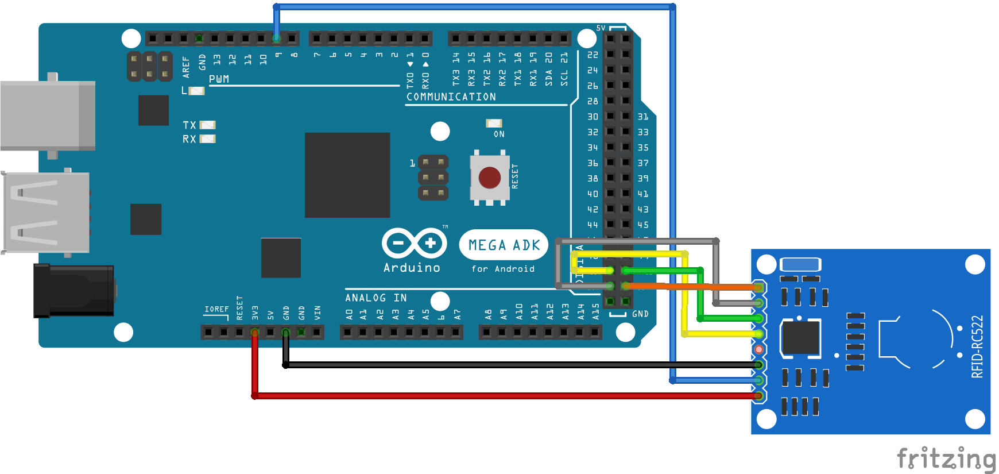 5V
AREF
GND
13
12
11
10
9
8
7
6
5
4
3
2
TX0 ◀ 1
RX0 ▶ 0
TX3 14
RX3 15
TX2 16
RX2 17
TX1 18
RX1 19
SDA 20
SCL 21
L
PWM
COMMUNICATION
TX
RX
ON
1
RESET
22
24
26
28
30 31
32 33
34 35
36 37
38 39
40 41
42 43
44 45
TM
Arduino
MEGA ADK
for Android
ANALOG IN
GND
IOREF
RESET
3V3
5V
GND
GND
VIN
A0
A1
A2
A3
A4
A5
6
A7
A8
A9
A10
A11
A12
A13
A14
A15
RFID-RC522
fritzing